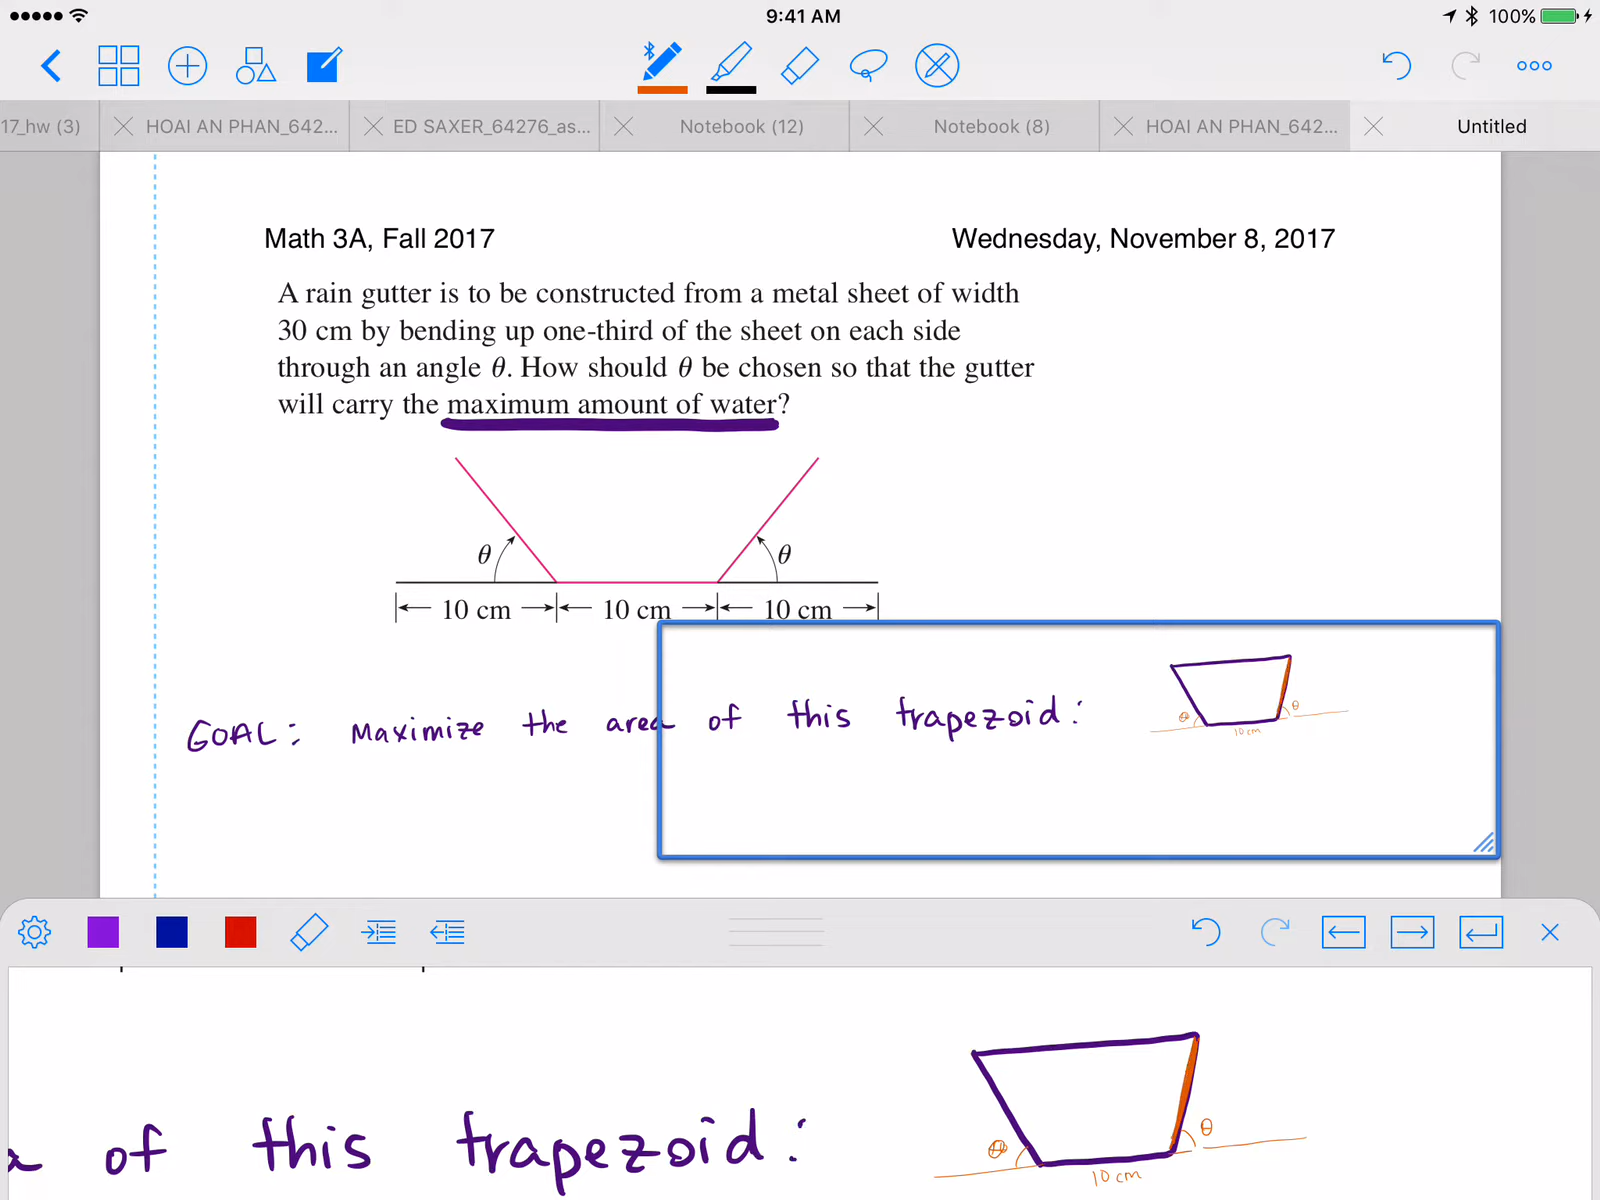 9:41 AM
100%
17_hw (3)
HOAI AN PHAN_642...
ED SAXER_64276_as...
Notebook (12)
Notebook (8)
HOAI AN PHAN_642...
Untitled
Math 3A, Fall 2017
Wednesday, November 8, 2017
A rain gutter is to be constructed from a metal sheet of width
30 cm by bending up one-third of the sheet on each side
through an angle θ. How should θ be chosen so that the gutter
will carry the maximum amount of water?
θ
θ
10 cm
10 cm
10 cm
GOAL: Maximize the area of this trapezoid:
θ
θ
10 cm
a of this trapezoid:
θ
θ
10 cm